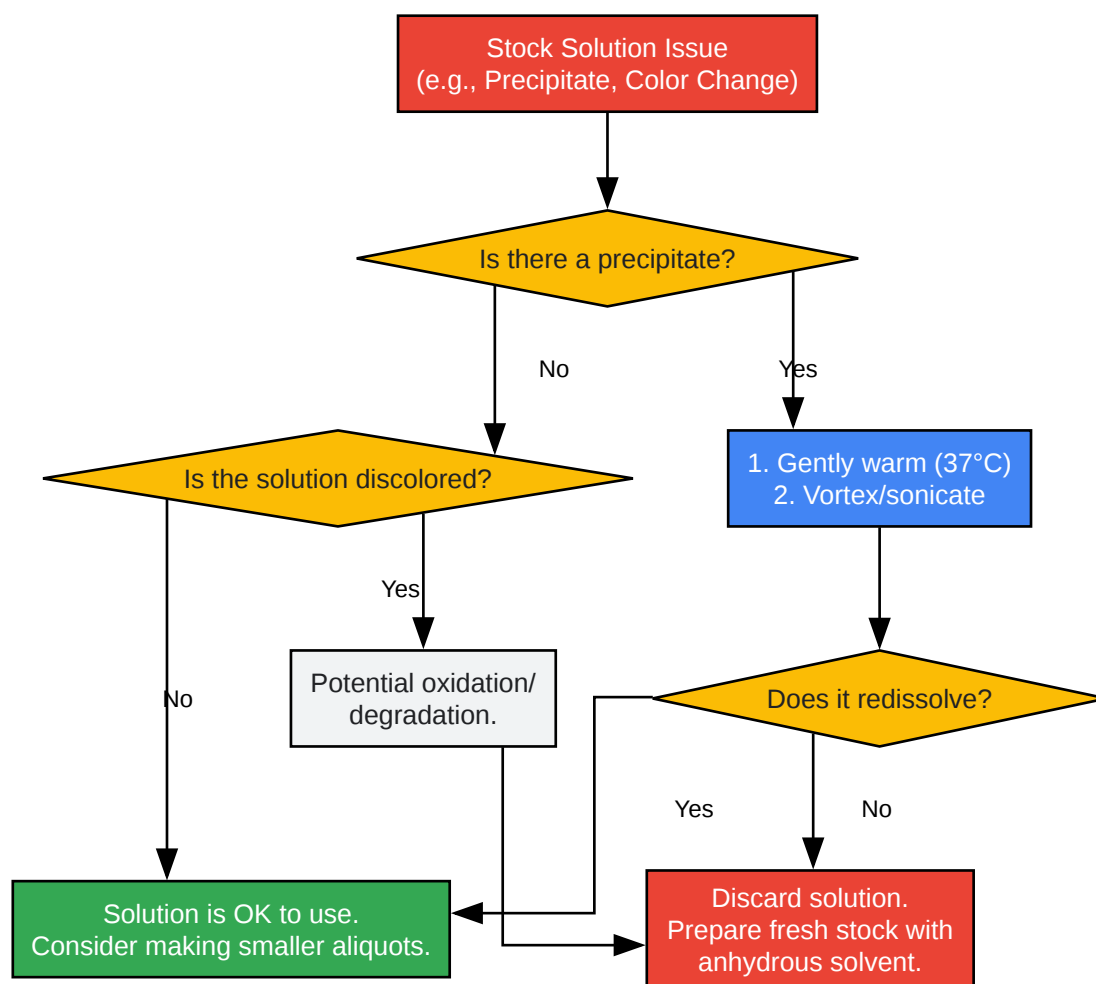 Stock Solution Issue
(e.g., Precipitate, Color Change)
Is there a precipitate?
No
Yes
Is the solution discolored?
1. Gently warm (37°C)
2. Vortex/sonicate
Yes
No
Potential oxidation/
degradation.
Does it redissolve?
Yes
No
Solution is OK to use.
Consider making smaller aliquots.
Discard solution.
Prepare fresh stock with
anhydrous solvent.